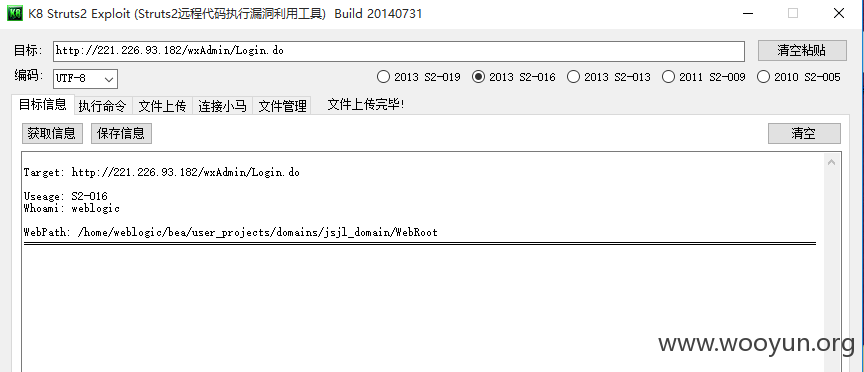 K8 Struts2 Exploit (Struts2远程代码执行漏洞利用工具) Build 20140731
目标: http://221.226.93.182/wxAdmin/Login.do 清空粘贴
编码: UTF-8 2013 S2-019 2013 S2-016 2013 S2-013 2011 S2-009 2010 S2-005
目标信息 执行命令 文件上传 连接小马 文件管理 文件上传完毕!
获取信息 保存信息 清空
Target: http://221.226.93.182/wxAdmin/Login.do
Useage: S2-016
Whoami: weblogic
WebPath: /home/weblogic/bea/user_projects/domains/jsjl_domain/WebRoot
www.wooyun.org